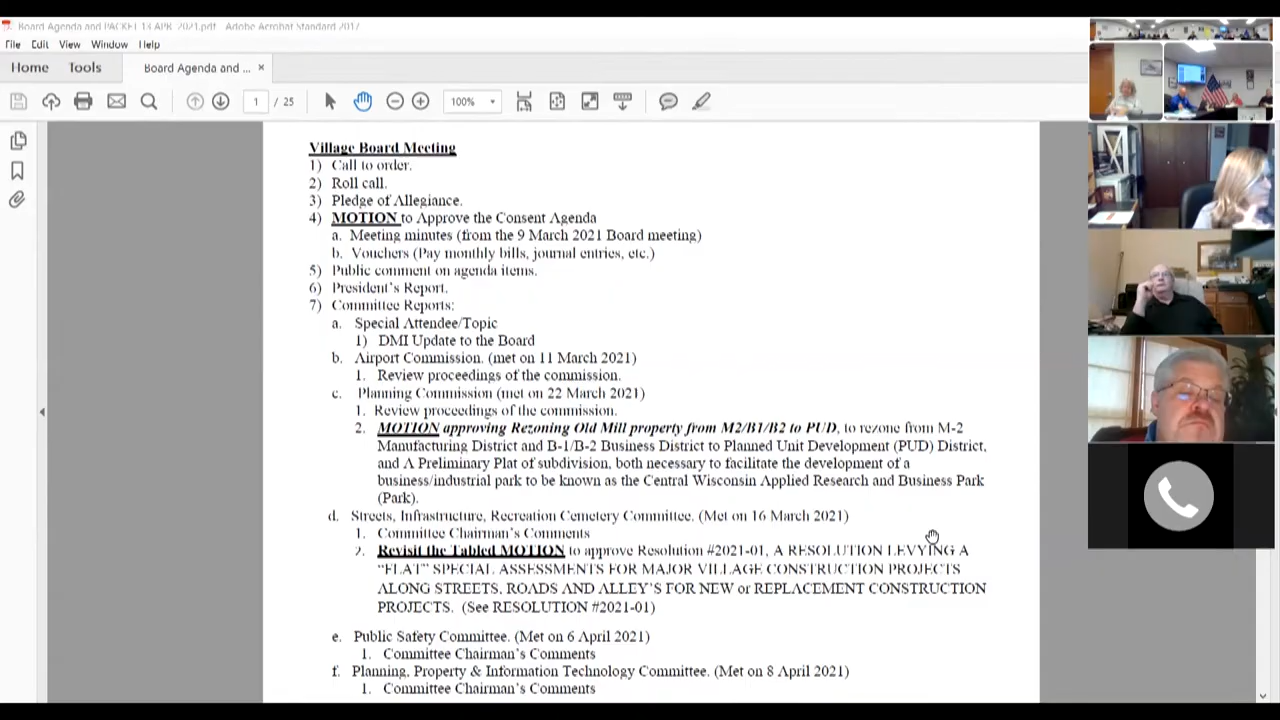 Board Agenda and PACKET 13 APR 2021.pdf - Adobe Acrobat Standard 2017
File Edit View Window Help
Home Tools Board Agenda and ... ×
1 / 25 100%
Village Board Meeting
1) Call to order.
2) Roll call.
3) Pledge of Allegiance.
4) MOTION to Approve the Consent Agenda
a. Meeting minutes (from the 9 March 2021 Board meeting)
b. Vouchers (Pay monthly bills, journal entries, etc.)
5) Public comment on agenda items.
6) President's Report.
7) Committee Reports:
a. Special Attendee/Topic
1) DMI Update to the Board
b. Airport Commission. (met on 11 March 2021)
1. Review proceedings of the commission.
c. Planning Commission (met on 22 March 2021)
1. Review proceedings of the commission.
2. MOTION approving Rezoning Old Mill property from M2/B1/B2 to PUD, to rezone from M-2
Manufacturing District and B-1/B-2 Business District to Planned Unit Development (PUD) District,
and A Preliminary Plat of subdivision, both necessary to facilitate the development of a
business/industrial park to be known as the Central Wisconsin Applied Research and Business Park
(Park).
d. Streets, Infrastructure, Recreation Cemetery Committee. (Met on 16 March 2021)
1. Committee Chairman's Comments
2. Revisit the Tabled MOTION to approve Resolution #2021-01, A RESOLUTION LEVYING A
"FLAT" SPECIAL ASSESSMENTS FOR MAJOR VILLAGE CONSTRUCTION PROJECTS
ALONG STREETS, ROADS AND ALLEY'S FOR NEW or REPLACEMENT CONSTRUCTION
PROJECTS. (See RESOLUTION #2021-01)
e. Public Safety Committee. (Met on 6 April 2021)
1. Committee Chairman's Comments
f. Planning, Property & Information Technology Committee. (Met on 8 April 2021)
1. Committee Chairman's Comments